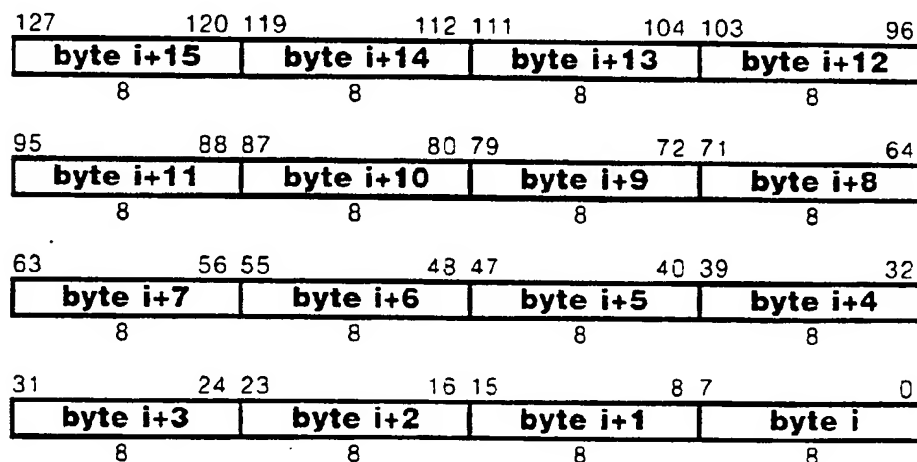 127 120 119 112 111 104 103 96
byte i+15 byte i+14 byte i+13 byte i+12
8 8 8 8
95 88 87 80 79 72 71 64
byte i+11 byte i+10 byte i+9 byte i+8
8 8 8 8
63 56 55 48 47 40 39 32
byte i+7 byte i+6 byte i+5 byte i+4
8 8 8 8
31 24 23 16 15 8 7 0
byte i+3 byte i+2 byte i+1 byte i
8 8 8 8